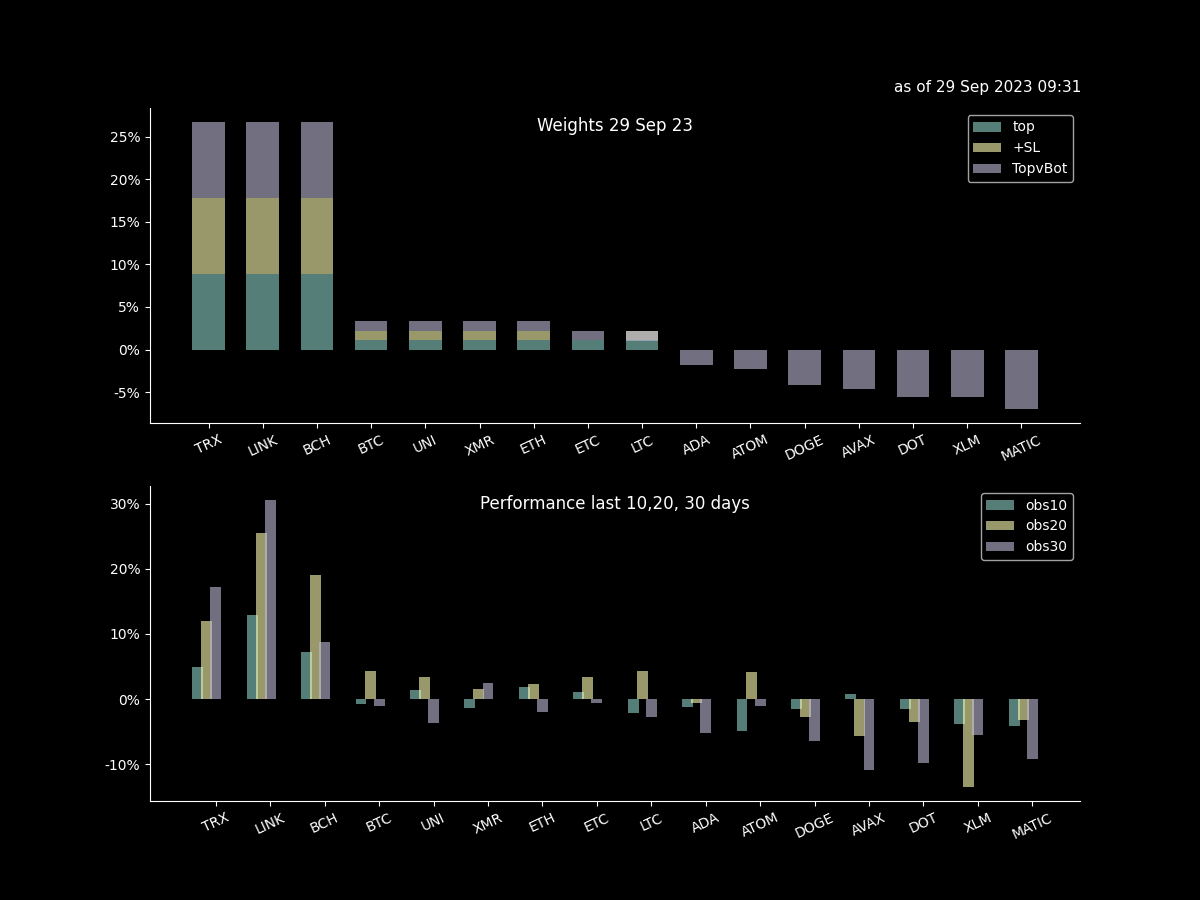 as of 29 Sep 2023 09:31
Weights 29 Sep 23
top
+SL
TopvBot
25%
20%
15%
10%
5%
0%
-5%
TRX LINK BCH BTC UNI XMR ETH ETC LTC ADA ATOM DOGE AVAX DOT XLM MATIC
Performance last 10,20, 30 days
obs10
obs20
obs30
30%
20%
10%
0%
-10%
TRX LINK BCH BTC UNI XMR ETH ETC LTC ADA ATOM DOGE AVAX DOT XLM MATIC